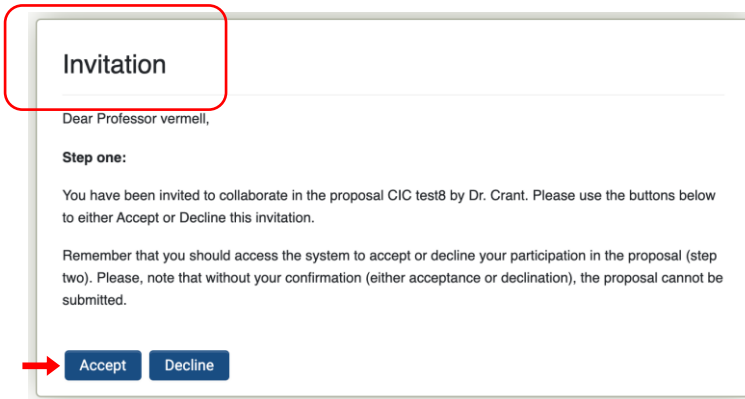 Invitation
Dear Professor vermell,
Step one:
You have been invited to collaborate in the proposal CIC test8 by Dr. Crant. Please use the buttons below
to either Accept or Decline this invitation.
Remember that you should access the system to accept or decline your participation in the proposal (step
two). Please, note that without your confirmation (either acceptance or declination), the proposal cannot be
submitted.
Accept Decline